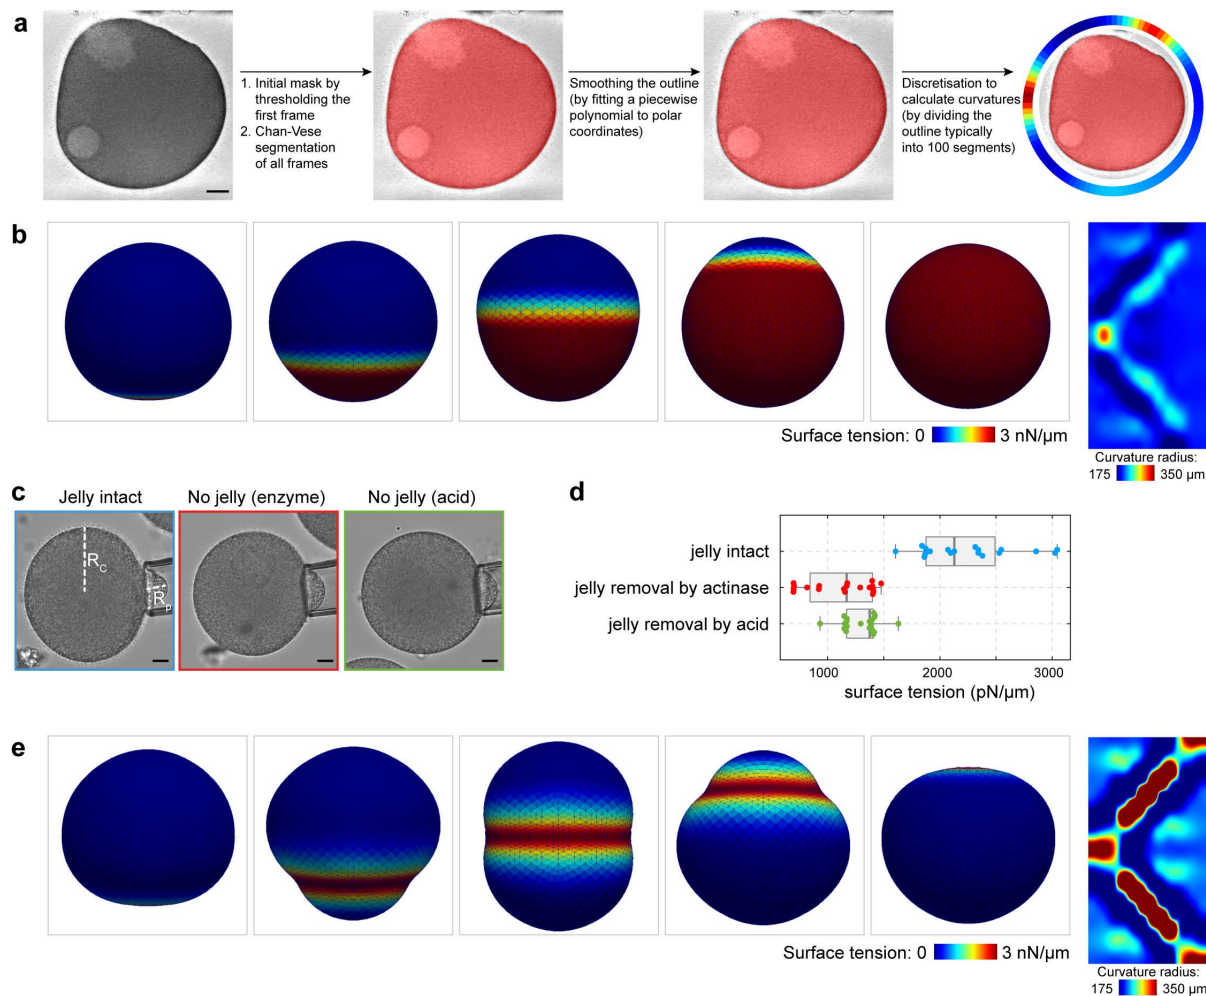 a
1. Initial mask by
thresholding the
first frame
2. Chan-Vese
segmentation
of all frames
Smoothing the outline
(by fitting a piecewise
polynomial to polar
coordinates)
Discretisation to
calculate curvatures
(by dividing the
outline typically
into 100 segments)
b
Surface tension: 0 3 nN/µm
Curvature radius:
175 350 µm
c
Jelly intact
No jelly (enzyme)
No jelly (acid)
Rc
Rp
d
jelly intact
jelly removal by actinase
jelly removal by acid
1000 2000 3000
surface tension (pN/µm)
e
Surface tension: 0 3 nN/µm
Curvature radius:
175 350 µm